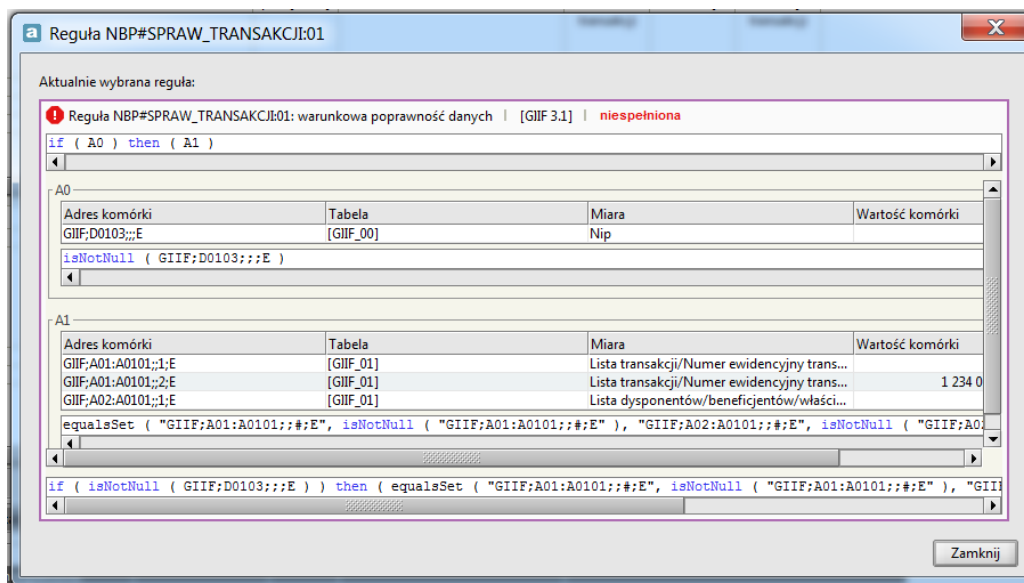 a Reguła NBP#SPRAW_TRANSAKCJI:01
X
Aktualnie wybrana reguła:
Reguła NBP#SPRAW_TRANSAKCJI:01: warunkowa poprawność danych | [GIIF 3.1] | niespełniona
if ( A0 ) then ( A1 )
A0
Adres komórki Tabela Miara Wartość komórki
GIIF;D0103;;;E [GIIF_00] Nip
isNotNull ( GIIF;D0103;;;E )
A1
Adres komórki Tabela Miara Wartość komórki
GIIF;A01:A0101;;1;E [GIIF_01] Lista transakcji/Numer ewidencyjny trans...
GIIF;A01:A0101;;2;E [GIIF_01] Lista transakcji/Numer ewidencyjny trans... 1 234 0
GIIF;A02:A0101;;1;E [GIIF_01] Lista dysponentów/beneficjentów/właści...
equalsSet ( "GIIF;A01:A0101;;#;E", isNotNull ( "GIIF;A01:A0101;;#;E" ), "GIIF;A02:A0101;;#;E", isNotNull ( "GIIF;A0
if ( isNotNull ( GIIF;D0103;;;E ) ) then ( equalsSet ( "GIIF;A01:A0101;;#;E", isNotNull ( "GIIF;A01:A0101;;#;E" ), "GII
Zamknij